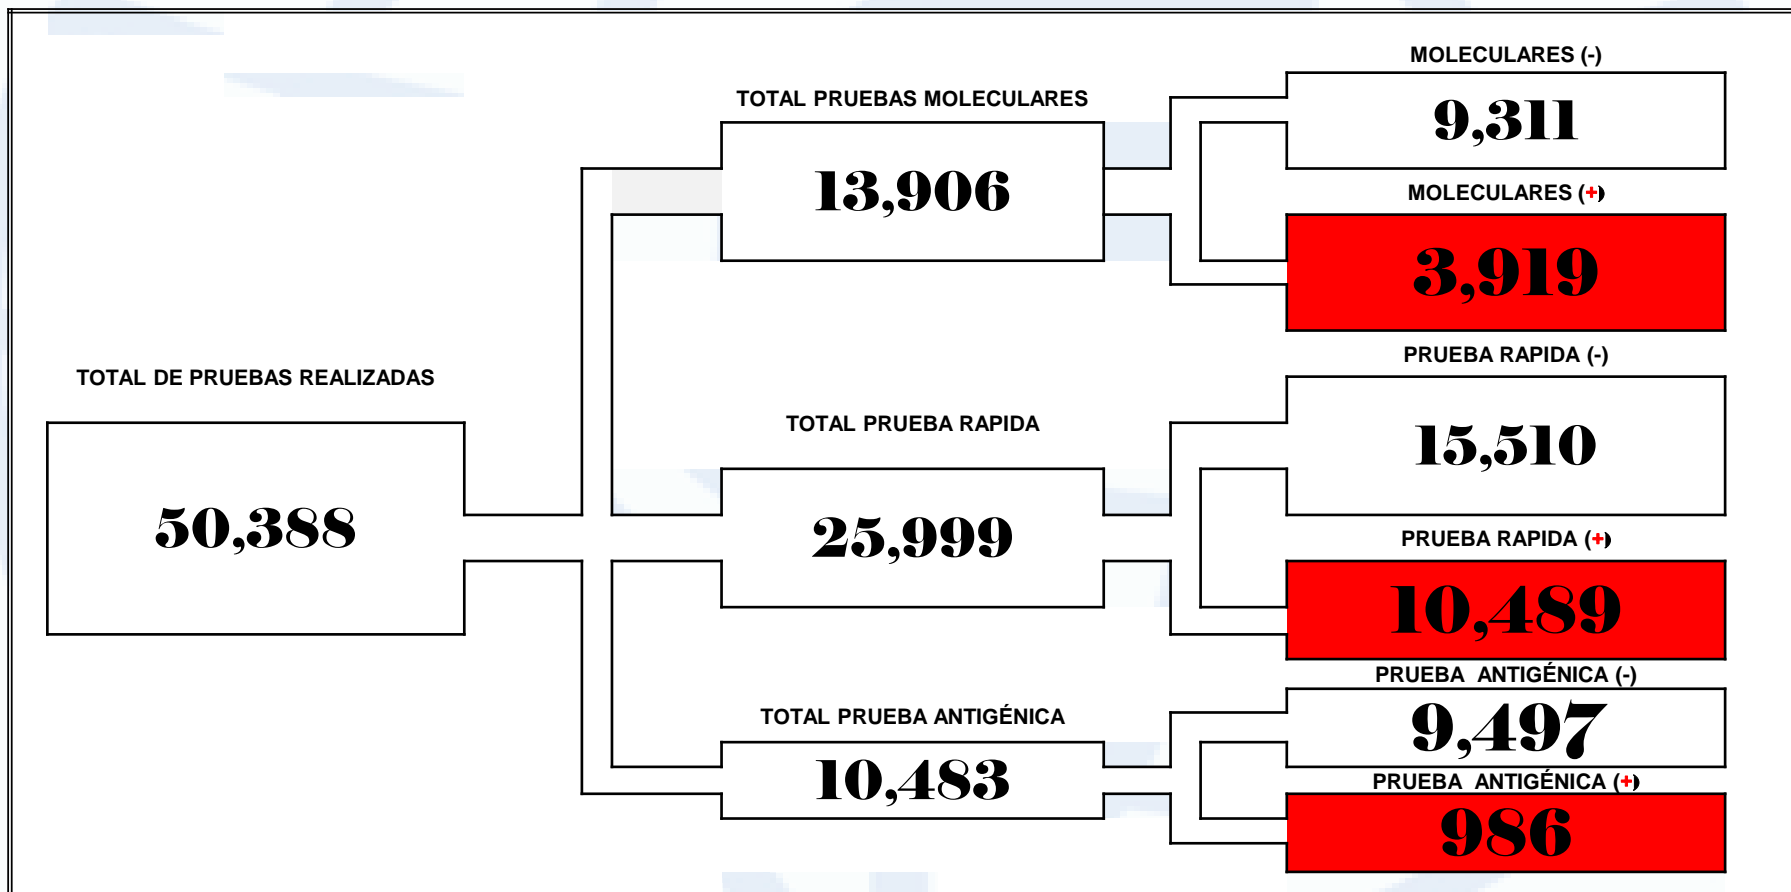 TOTAL DE PRUEBAS REALIZADAS
50,388
TOTAL PRUEBAS MOLECULARES
13,906
MOLECULARES (-)
9,311
MOLECULARES (+)
3,919
TOTAL PRUEBA RAPIDA
25,999
PRUEBA RAPIDA (-)
15,510
PRUEBA RAPIDA (+)
10,489
TOTAL PRUEBA ANTIGÉNICA
10,483
PRUEBA ANTIGÉNICA (-)
9,497
PRUEBA ANTIGÉNICA (+)
986